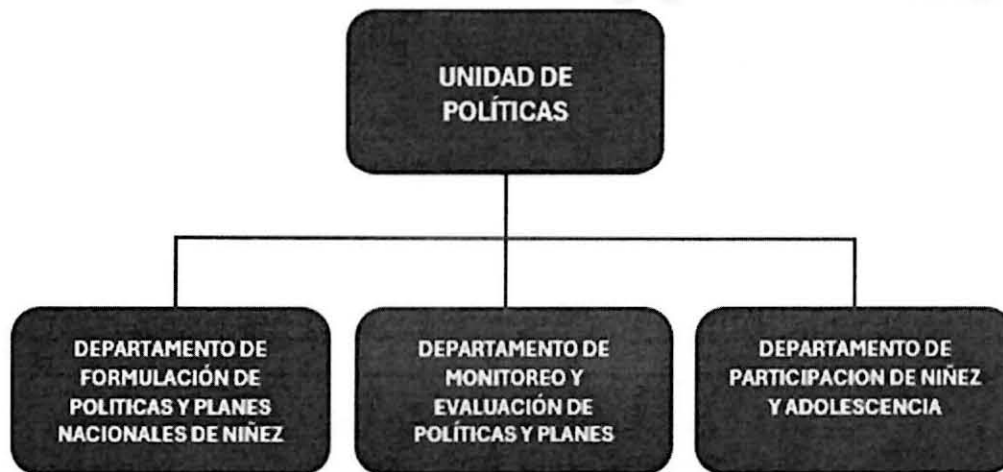 UNIDAD DE
POLÍTICAS
DEPARTAMENTO DE
FORMULACIÓN DE
POLITICAS Y PLANES
NACIONALES DE NIÑEZ
DEPARTAMENTO DE
MONITOREO Y
EVALUACIÓN DE
POLÍTICAS Y PLANES
DEPARTAMENTO DE
PARTICIPACION DE NIÑEZ
Y ADOLESCENCIA